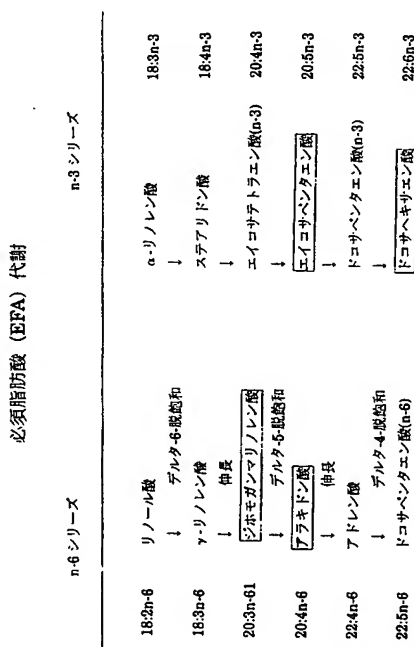 必須脂肪酸 (EFA) 代謝
n-6 シリーズ n-3 シリーズ
18:2n-6 リノール酸 α-リノレン酸 18:3n-3
↓ デルタ-6-脱飽和 ↓
18:3n-6 γ-リノレン酸 ステアリドン酸 18:4n-3
↓ 伸長 ↓
20:3n-61 ジホモガンマリノレン酸 エイコサテトラエン酸(n-3) 20:4n-3
↓ デルタ-5-脱飽和 ↓
20:4n-6 アラキドン酸 エイコサペンタエン酸 20:5n-3
↓ 伸長 ↓
22:4n-6 アドレン酸 ドコサペンタエン酸(n-3) 22:5n-3
↓ デルタ-4-脱飽和 ↓
22:5n-6 ドコサペンタエン酸(n-6) ドコサヘキサエン酸 22:6n-3